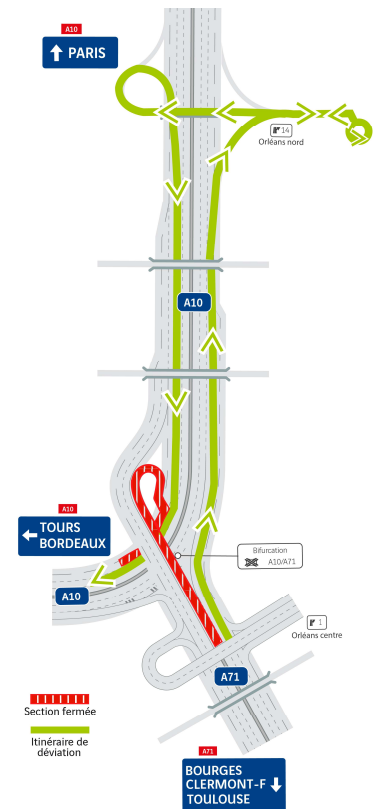 A10
PARIS
14
Orléans nord
A10
A10
TOURS
BORDEAUX
Bifurcation
A10/A71
A10
1
Orléans centre
A71
Section fermée
Itinéraire de
déviation
A71
BOURGES
CLERMONT-F
TOULOUSE